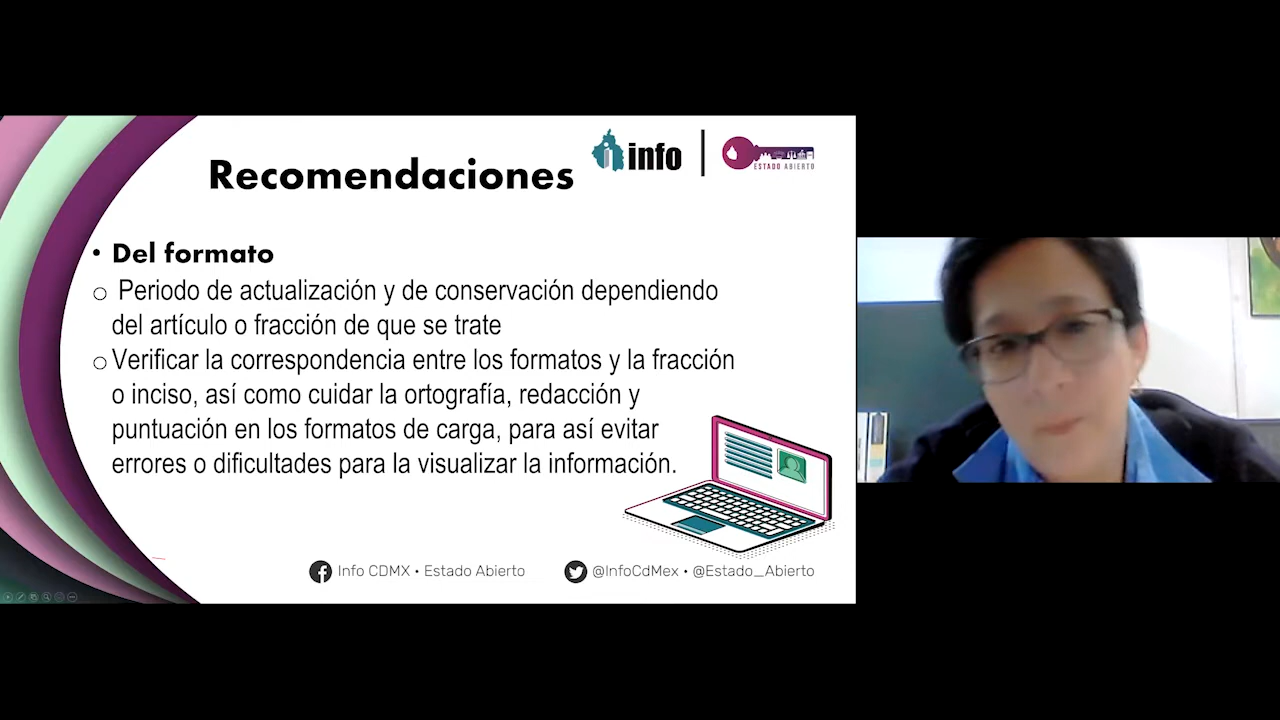 Recomendaciones
info
ESTADO ABIERTO
• Del formato
o Periodo de actualización y de conservación dependiendo
del artículo o fracción de que se trate
o Verificar la correspondencia entre los formatos y la fracción
o inciso, así como cuidar la ortografía, redacción y
puntuación en los formatos de carga, para así evitar
errores o dificultades para la visualizar la información.
Info CDMX • Estado Abierto
@InfoCdMex • @Estado_Abierto